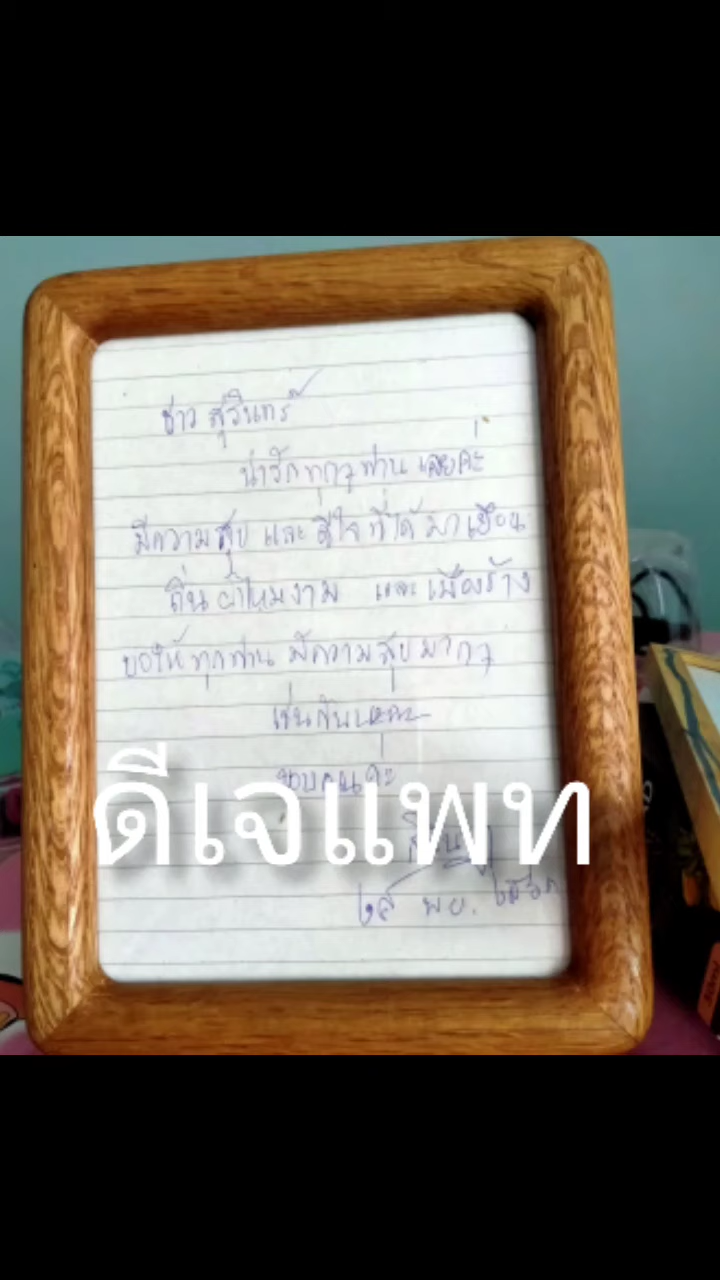 ชาว สุรินทร์
น่ารักทุกๆท่าน เลยค่ะ
มีความสุข และ ดีใจ ที่ได้ มาเยือน
ถิ่น ผ้าไหมงาม และ เมืองช้าง
ขอให้ ทุกท่าน มีความสุข มากๆ
เช่นกันนะคะ
ขอบคุณค่ะ
ดีเจแพท
๒๘ พ.ย.